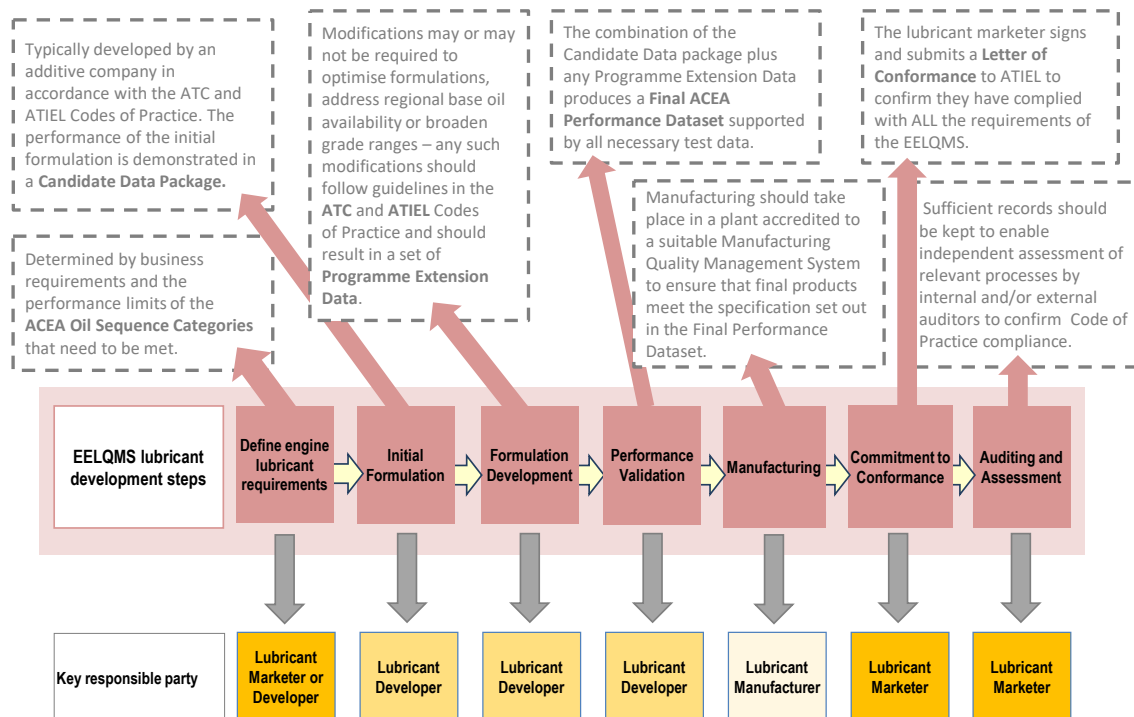 Typically developed by an
additive company in
accordance with the ATC and
ATIEL Codes of Practice. The
performance of the initial
formulation is demonstrated in
a Candidate Data Package.
Determined by business
requirements and the
performance limits of the
ACEA Oil Sequence Categories
that need to be met.
Modifications may or may
not be required to
optimise formulations,
address regional base oil
availability or broaden
grade ranges – any such
modifications should
follow guidelines in the
ATC and ATIEL Codes
of Practice and should
result in a set of
Programme Extension
Data.
The combination of the
Candidate Data package plus
any Programme Extension Data
produces a Final ACEA
Performance Dataset supported
by all necessary test data.
Manufacturing should take
place in a plant accredited to
a suitable Manufacturing
Quality Management System
to ensure that final products
meet the specification set out
in the Final Performance
Dataset.
The lubricant marketer signs
and submits a Letter of
Conformance to ATIEL to
confirm they have complied
with ALL the requirements of
the EELQMS.
Sufficient records should
be kept to enable
independent assessment of
relevant processes by
internal and/or external
auditors to confirm Code of
Practice compliance.
EELQMS lubricant
development steps
Define engine
lubricant
requirements
Initial
Formulation
Formulation
Development
Performance
Validation
Manufacturing
Commitment to
Conformance
Auditing and
Assessment
Key responsible party
Lubricant
Marketer or
Developer
Lubricant
Developer
Lubricant
Developer
Lubricant
Developer
Lubricant
Manufacturer
Lubricant
Marketer
Lubricant
Marketer